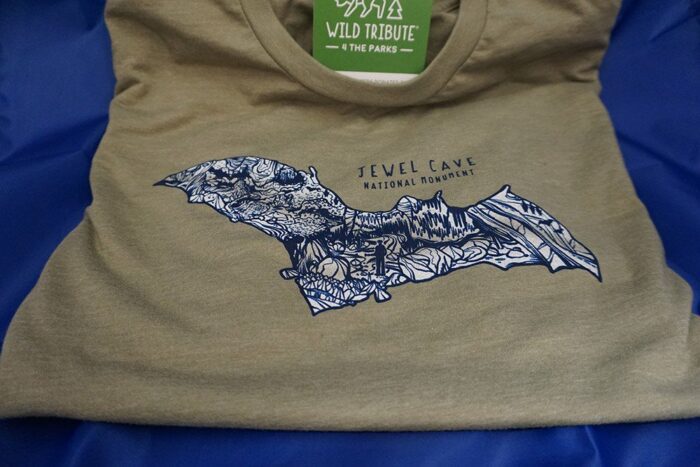 WILD TRIBUTE
4 THE PARKS
JEWEL CAVE
NATIONAL MONUMENT